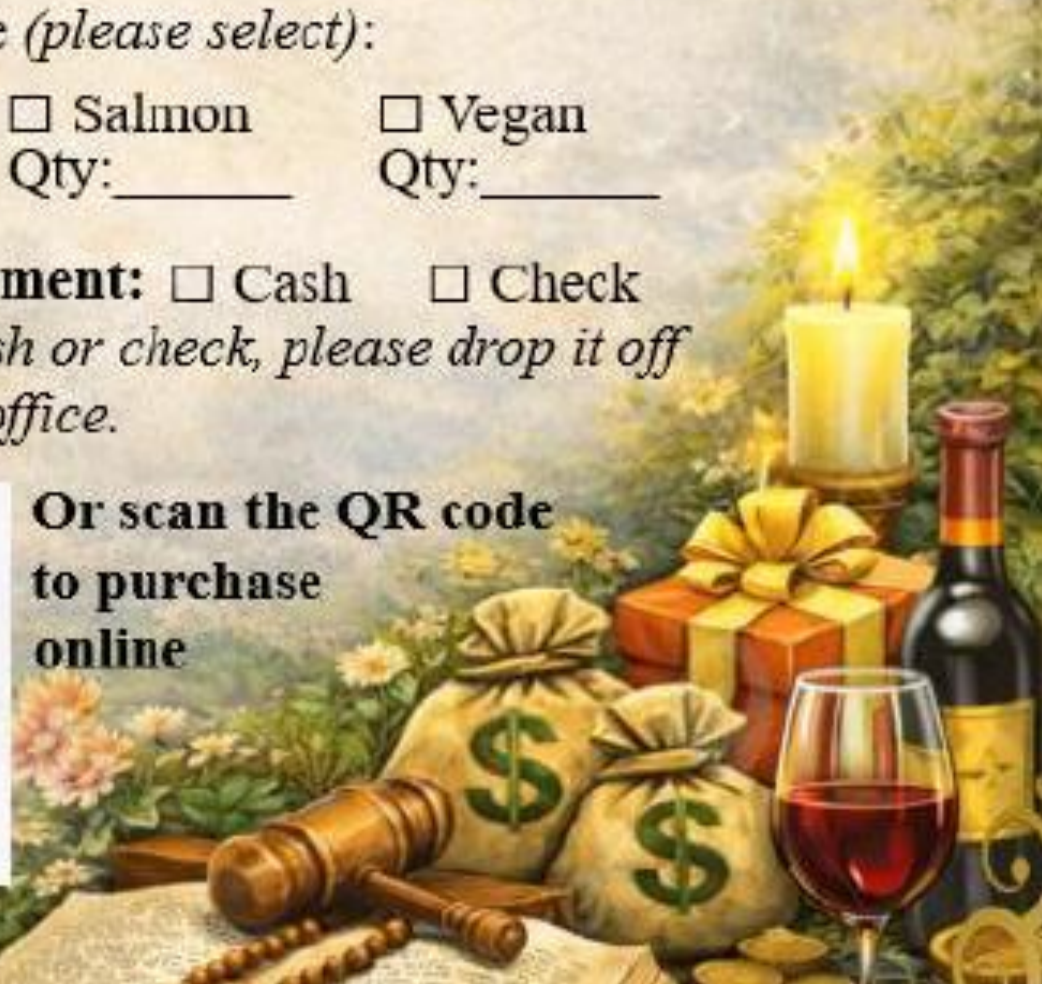 e (please select):
☐ Salmon ☐ Vegan
Qty:______ Qty:______
ment: ☐ Cash ☐ Check
sh or check, please drop it off
office.
Or scan the QR code
to purchase
online
$ $